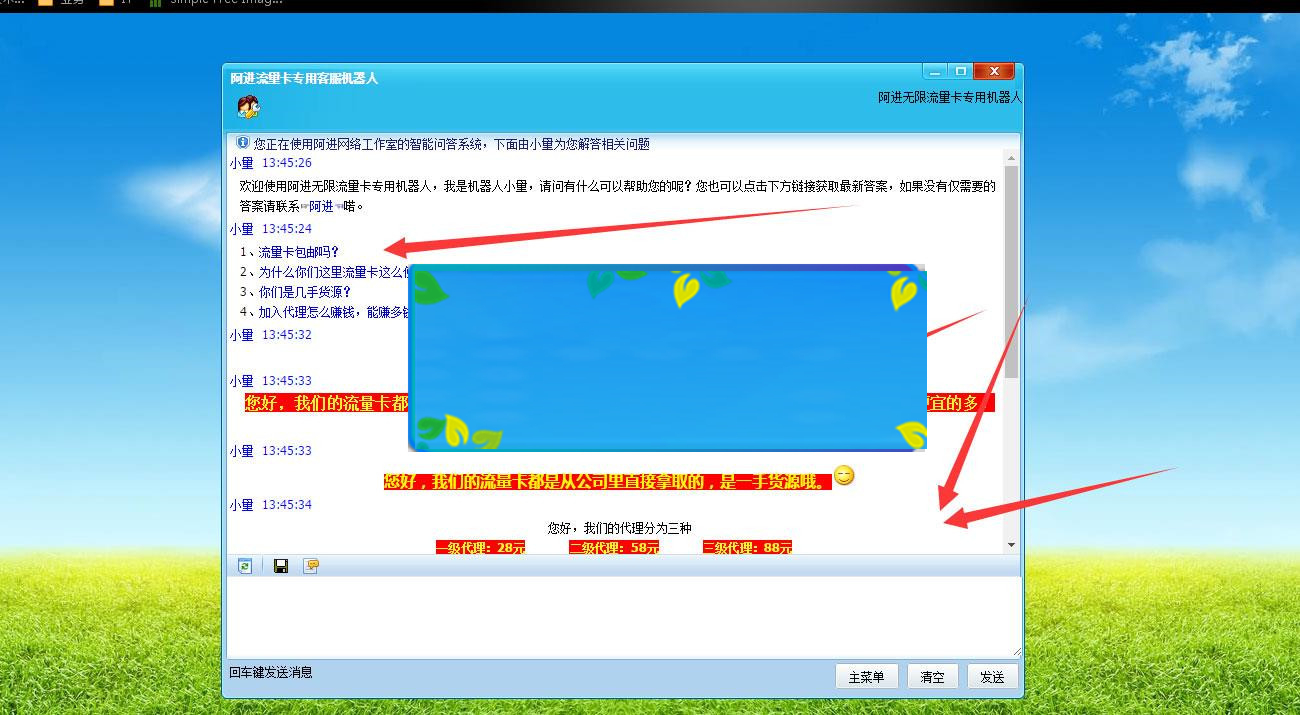 Simple Free Imag...
阿进流量卡专用客服机器人
阿进无限流量卡专用机器人
您正在使用阿进网络工作室的智能问答系统，下面由小量为您解答相关问题
小量 13:45:26
欢迎使用阿进无限流量卡专用机器人，我是机器人小量，请问有什么可以帮助您的呢？您也可以点击下方链接获取最新答案，如果没有仅需要的
答案请联系☞阿进☜喏。
小量 13:45:24
1、流量卡包邮吗？
2、为什么你们这里流量卡这么
3、你们是几手货源？
4、加入代理怎么赚钱，能赚多
小量 13:45:32
小量 13:45:33
您好，我们的流量卡都 宜的多
小量 13:45:33
您好，我们的流量卡都是从公司里直接拿取的，是一手货源哦。
小量 13:45:34
您好，我们的代理分为三种
一级代理：28元 二级代理：58元 三级代理：88元
回车键发送消息
主菜单 清空 发送